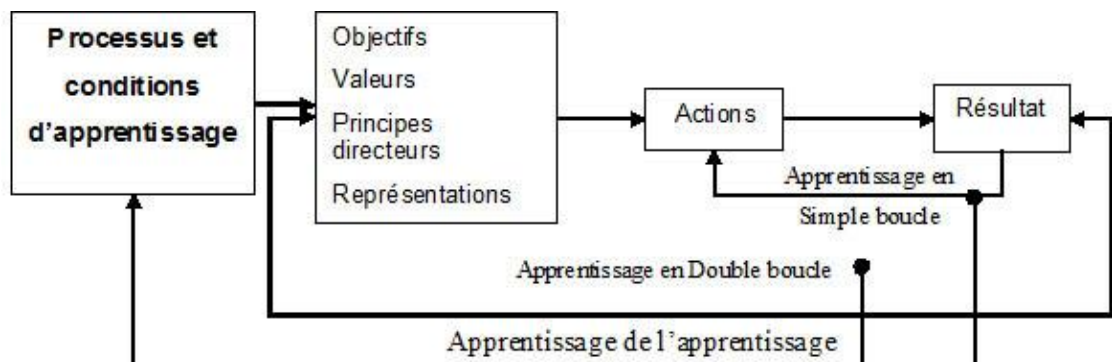 Processus et
conditions
d'apprentissage
Objectifs
Valeurs
Principes
directeurs
Représentations
Actions
Résultat
Apprentissage en
Simple boucle
Apprentissage en Double boucle
Apprentissage de l'apprentissage